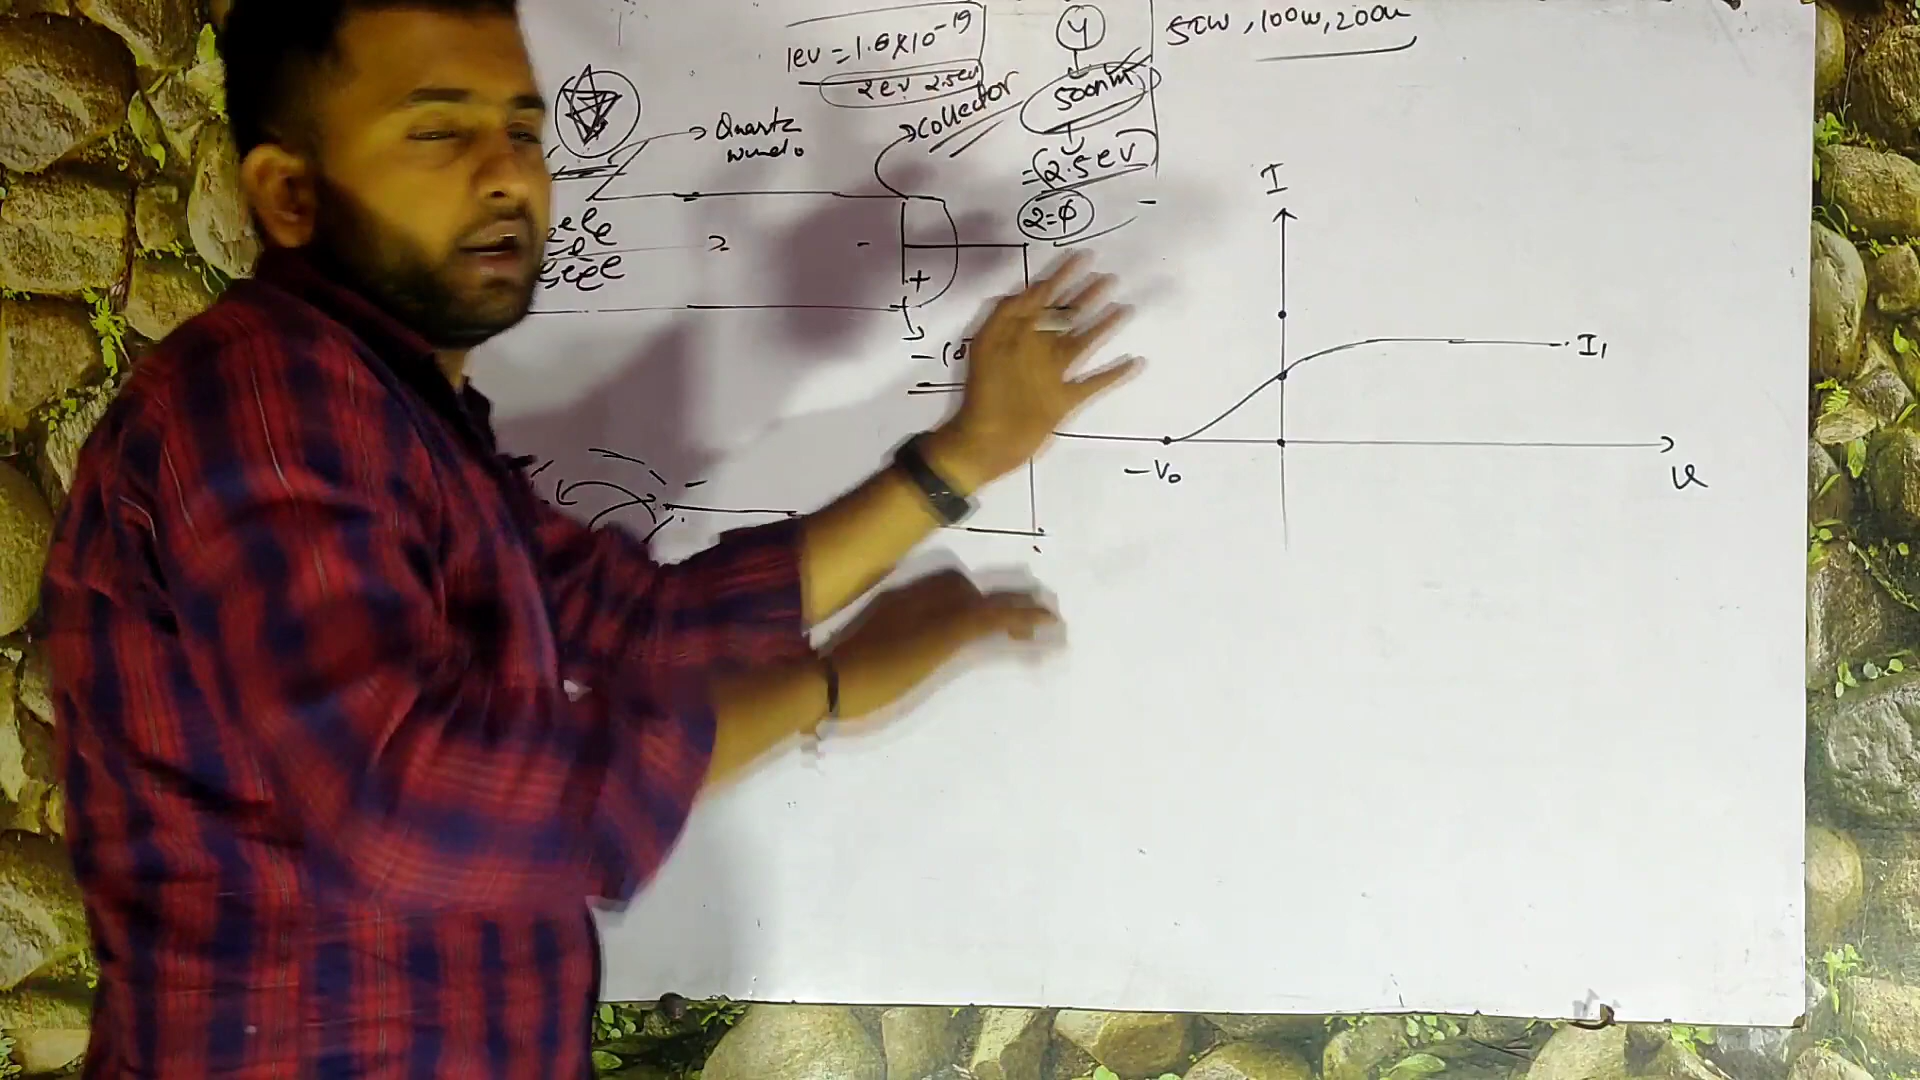 1ev = 1.6×10⁻¹⁹
2ev 2.5ev
Y
500nm
= 2.5ev
2=φ
50w, 100w, 200w
Quartz
collector
-
+
I
I₁
-V₀
V